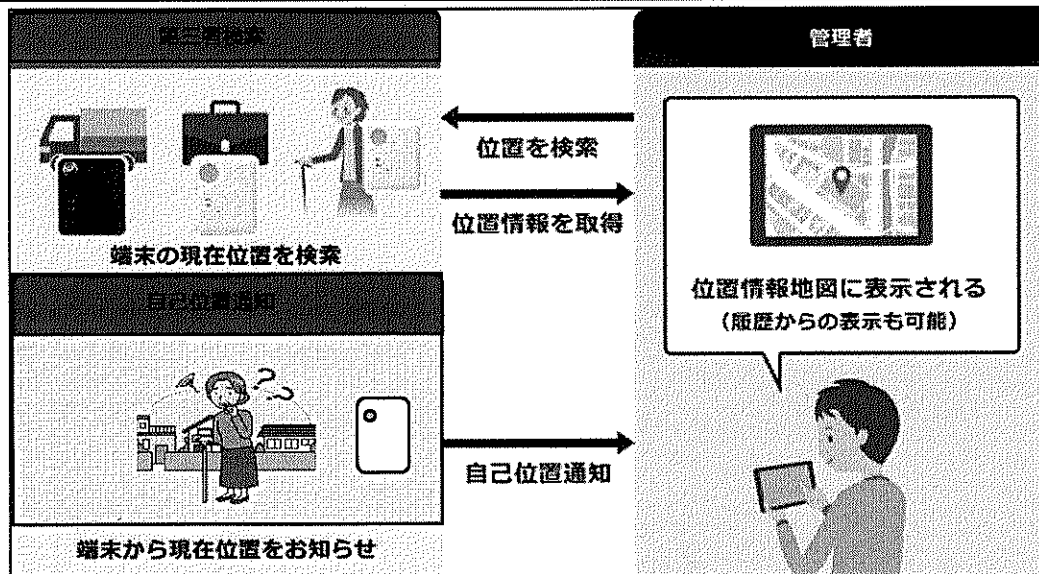 第三者検索
端末の現在位置を検索
自己位置通知
端末から現在位置をお知らせ
位置を検索
位置情報を取得
自己位置通知
管理者
位置情報地図に表示される
（履歴からの表示も可能）